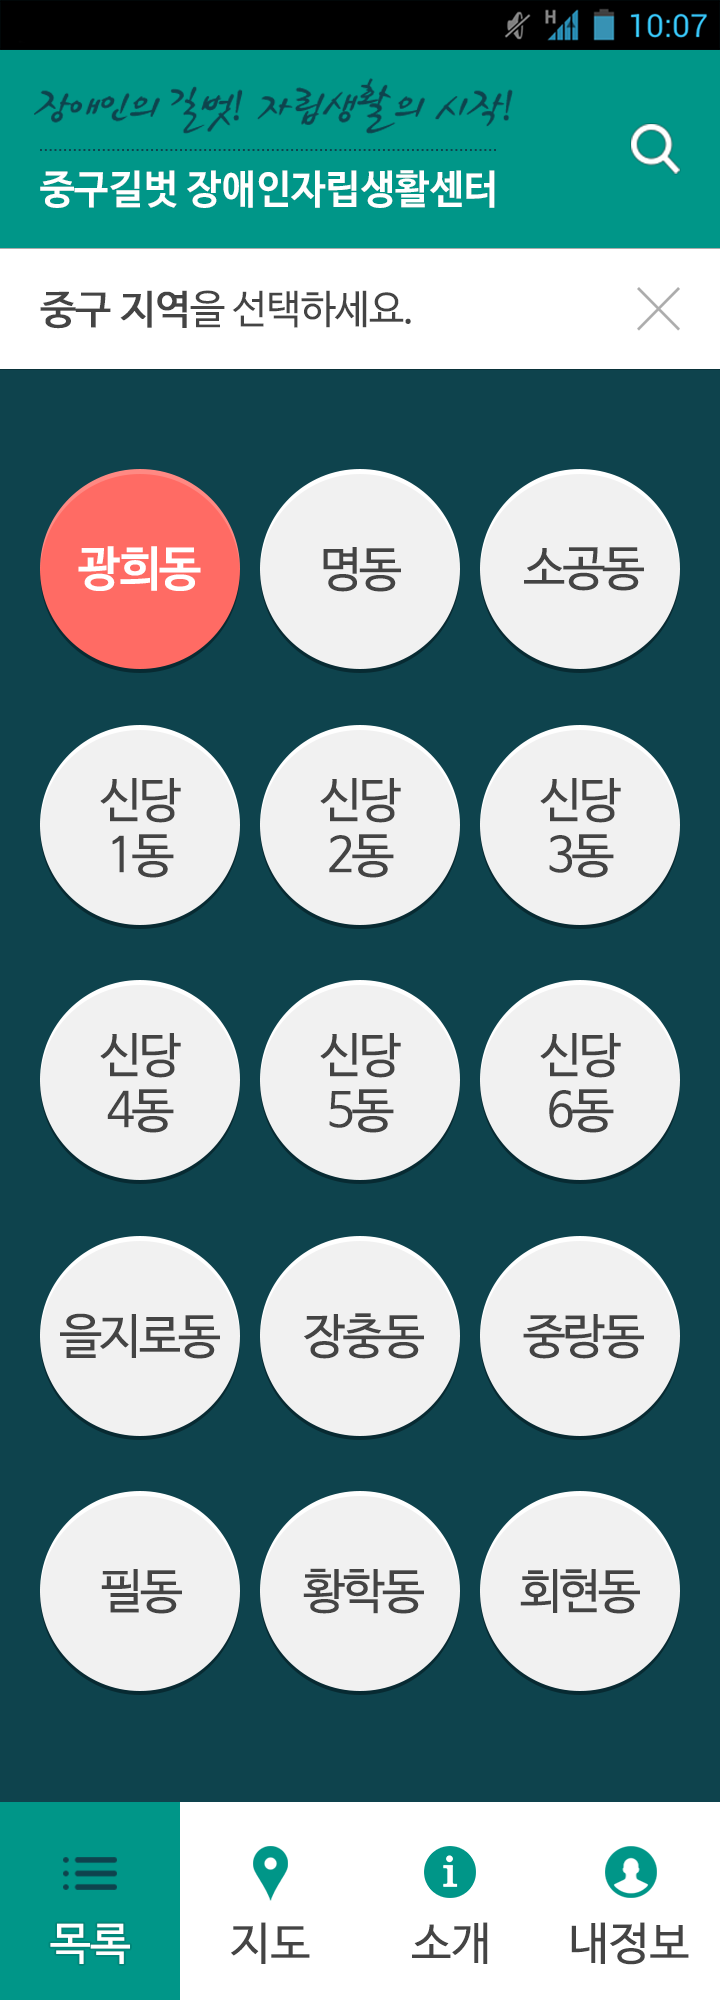 H 10:07
장애인의 길벗! 자립생활의 시작!
중구길벗 장애인자립생활센터
중구 지역을 선택하세요.
광희동 명동 소공동
신당 신당 신당
1동 2동 3동
신당 신당 신당
4동 5동 6동
을지로동 장충동 중랑동
필동 황학동 회현동
목록 지도 소개 내정보